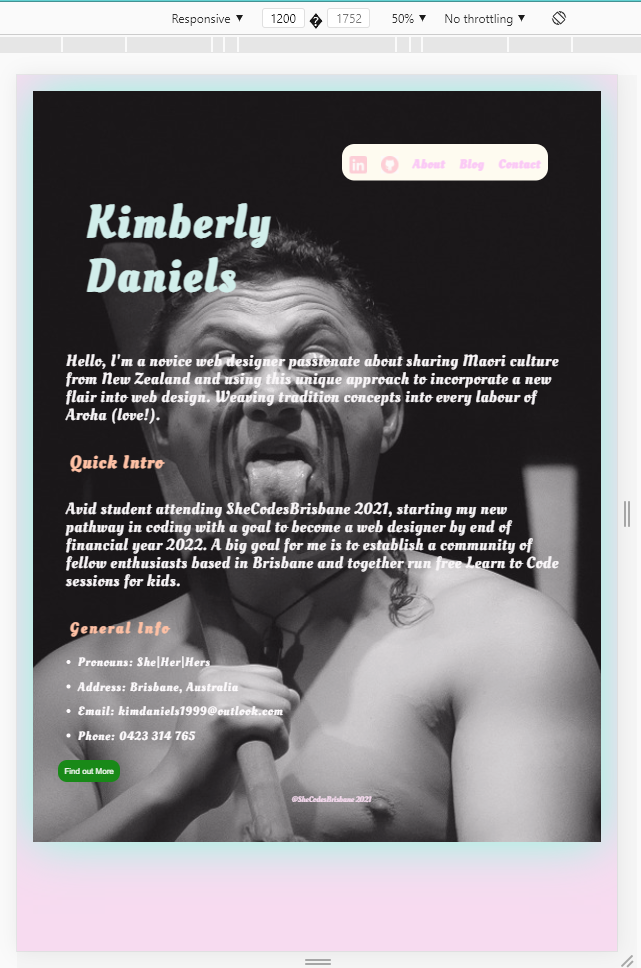 Responsive ▼ 1200 � 1752 50% ▼ No throttling ▼
in About Blog Contact
Kimberly
Daniels
Hello, I'm a novice web designer passionate about sharing Maori culture
from New Zealand and using this unique approach to incorporate a new
flair into web design. Weaving tradition concepts into every labour of
Aroha (love!).
Quick Intro
Avid student attending SheCodesBrisbane 2021, starting my new
pathway in coding with a goal to become a web designer by end of
financial year 2022. A big goal for me is to establish a community of
fellow enthusiasts based in Brisbane and together run free Learn to Code
sessions for kids.
General Info
• Pronouns: She|Her|Hers
• Address: Brisbane, Australia
• Email: kimdaniels1999@outlook.com
• Phone: 0423 314 765
Find out More
@SheCodesBrisbane 2021